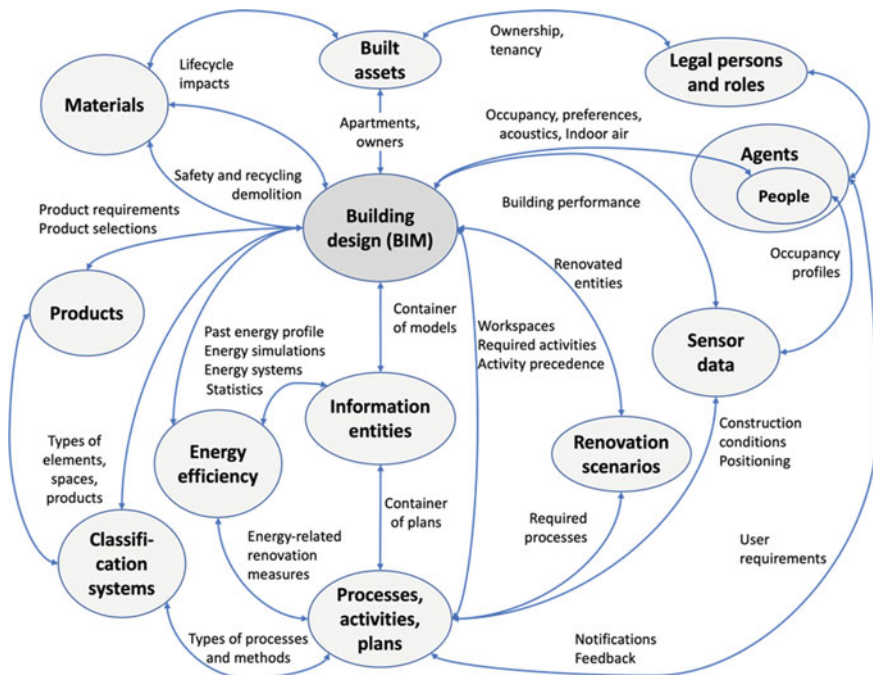 Built
assets
Ownership,
tenancy
Legal persons
and roles
Lifecycle
impacts
Materials
Apartments,
owners
Occupancy, preferences,
acoustics, Indoor air
Agents
People
Safety and recycling
demolition
Building
design (BIM)
Building performance
Product requirements
Product selections
Occupancy
profiles
Renovated
entities
Products
Container
of models
Past energy profile
Energy simulations
Energy systems
Statistics
Workspaces
Required activities
Activity precedence
Sensor
data
Information
entities
Energy
efficiency
Renovation
scenarios
Construction
conditions
Positioning
Types of
elements,
spaces,
products
Container
of plans
Required
processes
Energy-related
renovation
measures
User
requirements
Classifi-
cation
systems
Processes,
activities,
plans
Types of processes
and methods
Notifications
Feedback